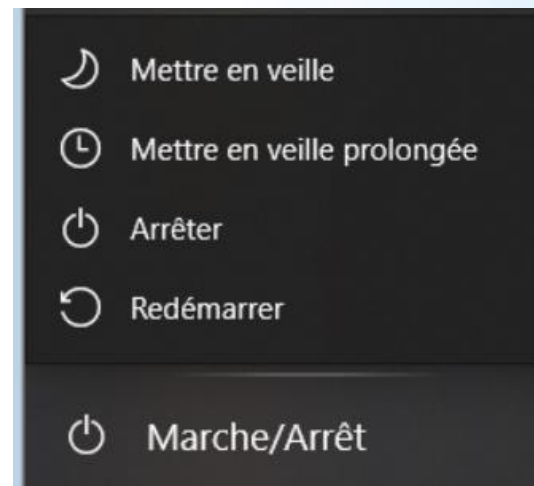 Mettre en veille
Mettre en veille prolongée
Arrêter
Redémarrer
Marche/Arrêt